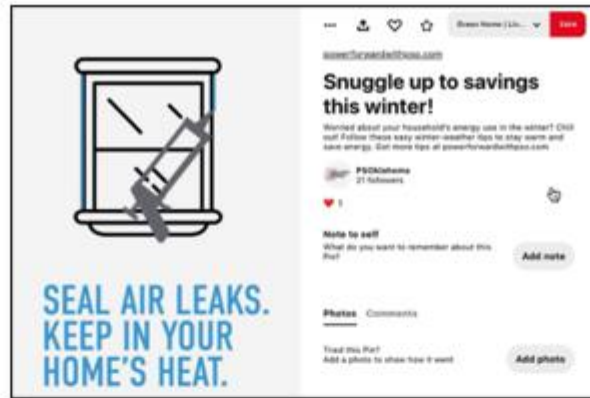 SEAL AIR LEAKS.
KEEP IN YOUR
HOME'S HEAT.
Green Home | Liv...
Save
powerforwardwithpso.com
Snuggle up to savings
this winter!
Worried about your household's energy use in the winter? Chill
out! Follow these easy winter-weather tips to stay warm and
save energy. Get more tips at powerforwardwithpso.com
PSOklahoma
21 followers
1
Note to self
What do you want to remember about this
Pin?
Add note
Photos Comments
Tried this Pin?
Add a photo to show how it went
Add photo